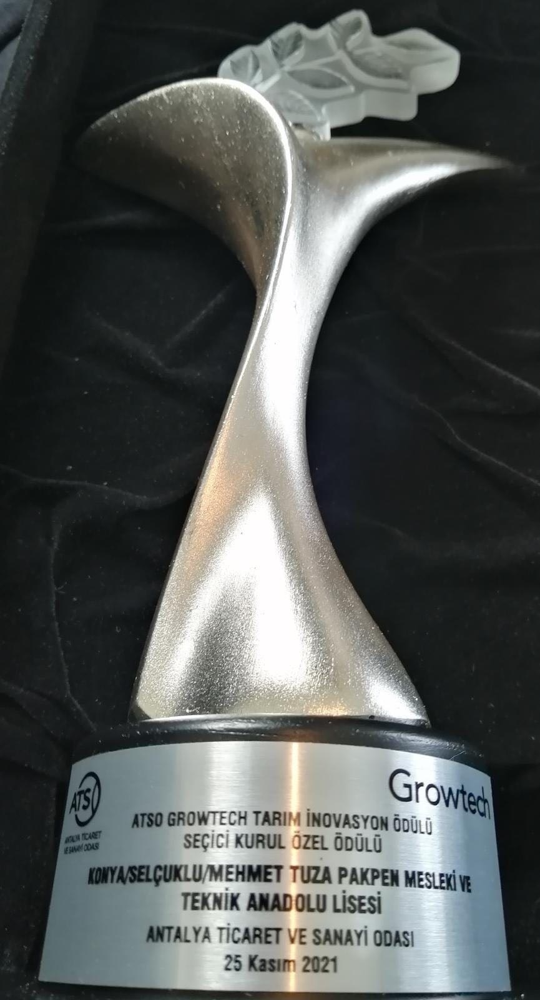 Growtech
ATSO
ANTALYA TİCARET
VE SANAYİ ODASI
ATSO GROWTECH TARIM İNOVASYON ÖDÜLÜ
SEÇİCİ KURUL ÖZEL ÖDÜLÜ
KONYA/SELÇUKLU/MEHMET TUZA PAKPEN MESLEKİ VE
TEKNİK ANADOLU LİSESİ
ANTALYA TİCARET VE SANAYİ ODASI
25 Kasım 2021